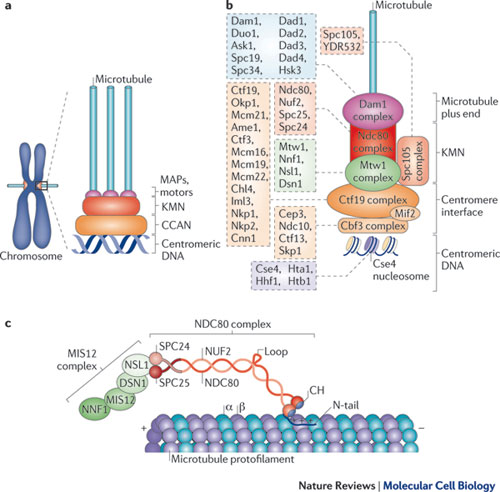 a
Microtubule
MAPs,
motors
KMN
CCAN
Centromeric
DNA
Chromosome
b
Microtubule
Dam1,
Duo1,
Ask1,
Spc19,
Spc34,
Dad1,
Dad2,
Dad3,
Dad4,
Hsk3
Spc105,
YDR532
Ctf19,
Okp1,
Mcm21,
Ame1,
Ctf3,
Mcm16,
Mcm19,
Mcm22,
Chl4,
Iml3,
Nkp1,
Nkp2,
Cnn1
Ndc80,
Nuf2,
Spc25,
Spc24
Mtw1,
Nnf1,
Nsl1,
Dsn1
Cep3,
Ndc10,
Ctf13,
Skp1
Cse4,
Hhf1,
Hta1,
Htb1
Dam1
complex
Ndc80
complex
Mtw1
complex
Spc105
complex
Ctf19 complex
Mif2
Cbf3 complex
Cse4
nucleosome
Microtubule
plus end
KMN
Centromere
interface
Centromeric
DNA
c
NDC80 complex
MIS12
complex
SPC24
NUF2
Loop
NSL1
DSN1
SPC25
NDC80
MIS12
NNF1
CH
N-tail
α
β
+
+ + +
–
Microtubule protofilament
Nature Reviews | Molecular Cell Biology